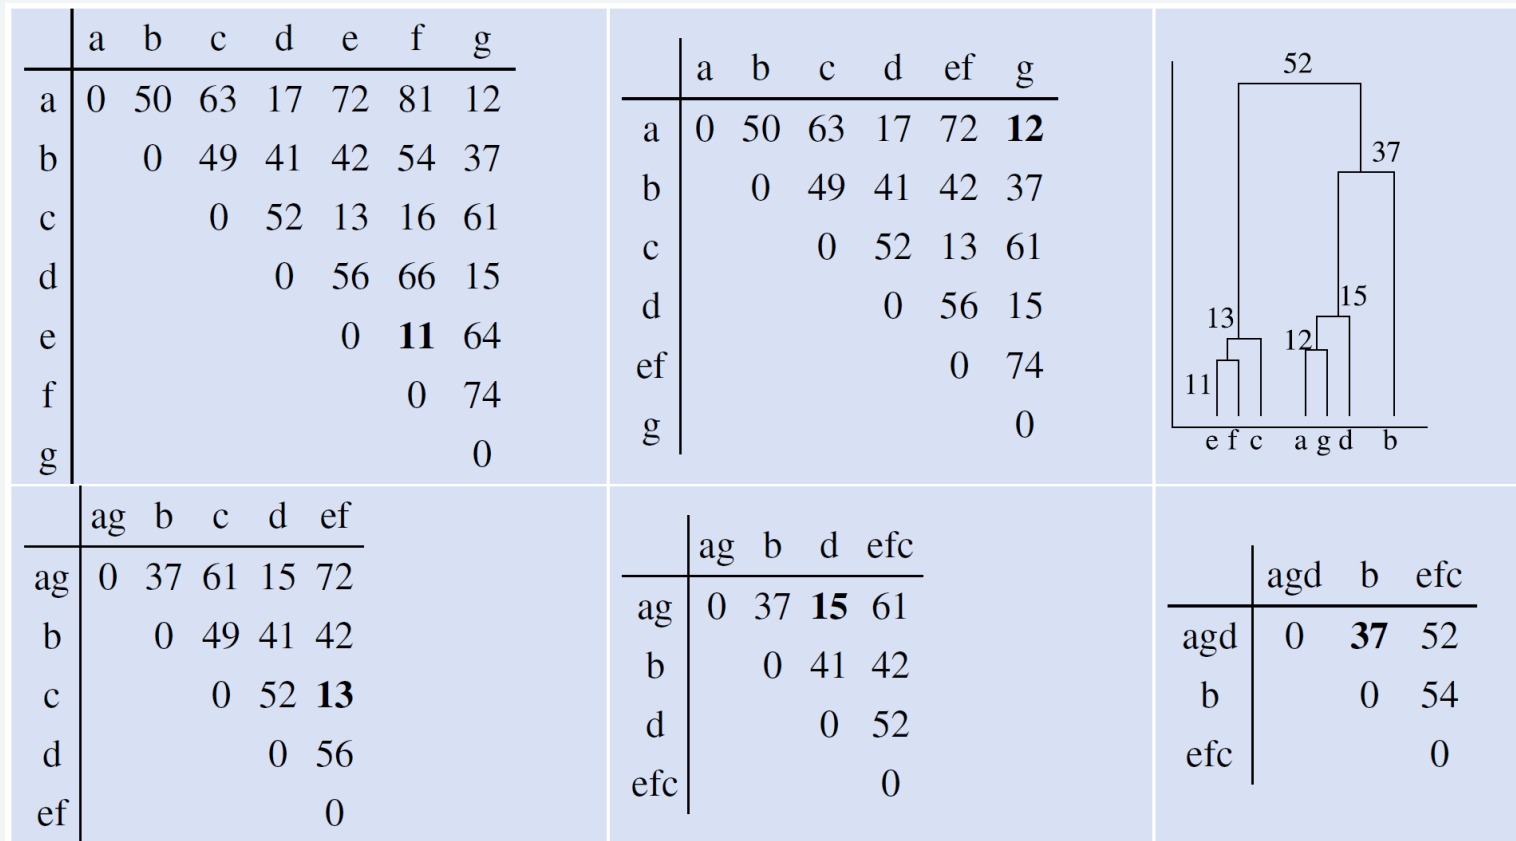 a b c d e f g
a 0 50 63 17 72 81 12
b 0 49 41 42 54 37
c 0 52 13 16 61
d 0 56 66 15
e 0 11 64
f 0 74
g 0
a b c d ef g
a 0 50 63 17 72 12
b 0 49 41 42 37
c 0 52 13 61
d 0 56 15
ef 0 74
g 0
52
37
15
13
12
11
e f c a g d b
ag b c d ef
ag 0 37 61 15 72
b 0 49 41 42
c 0 52 13
d 0 56
ef 0
ag b d efc
ag 0 37 15 61
b 0 41 42
d 0 52
efc 0
agd b efc
agd 0 37 52
b 0 54
efc 0